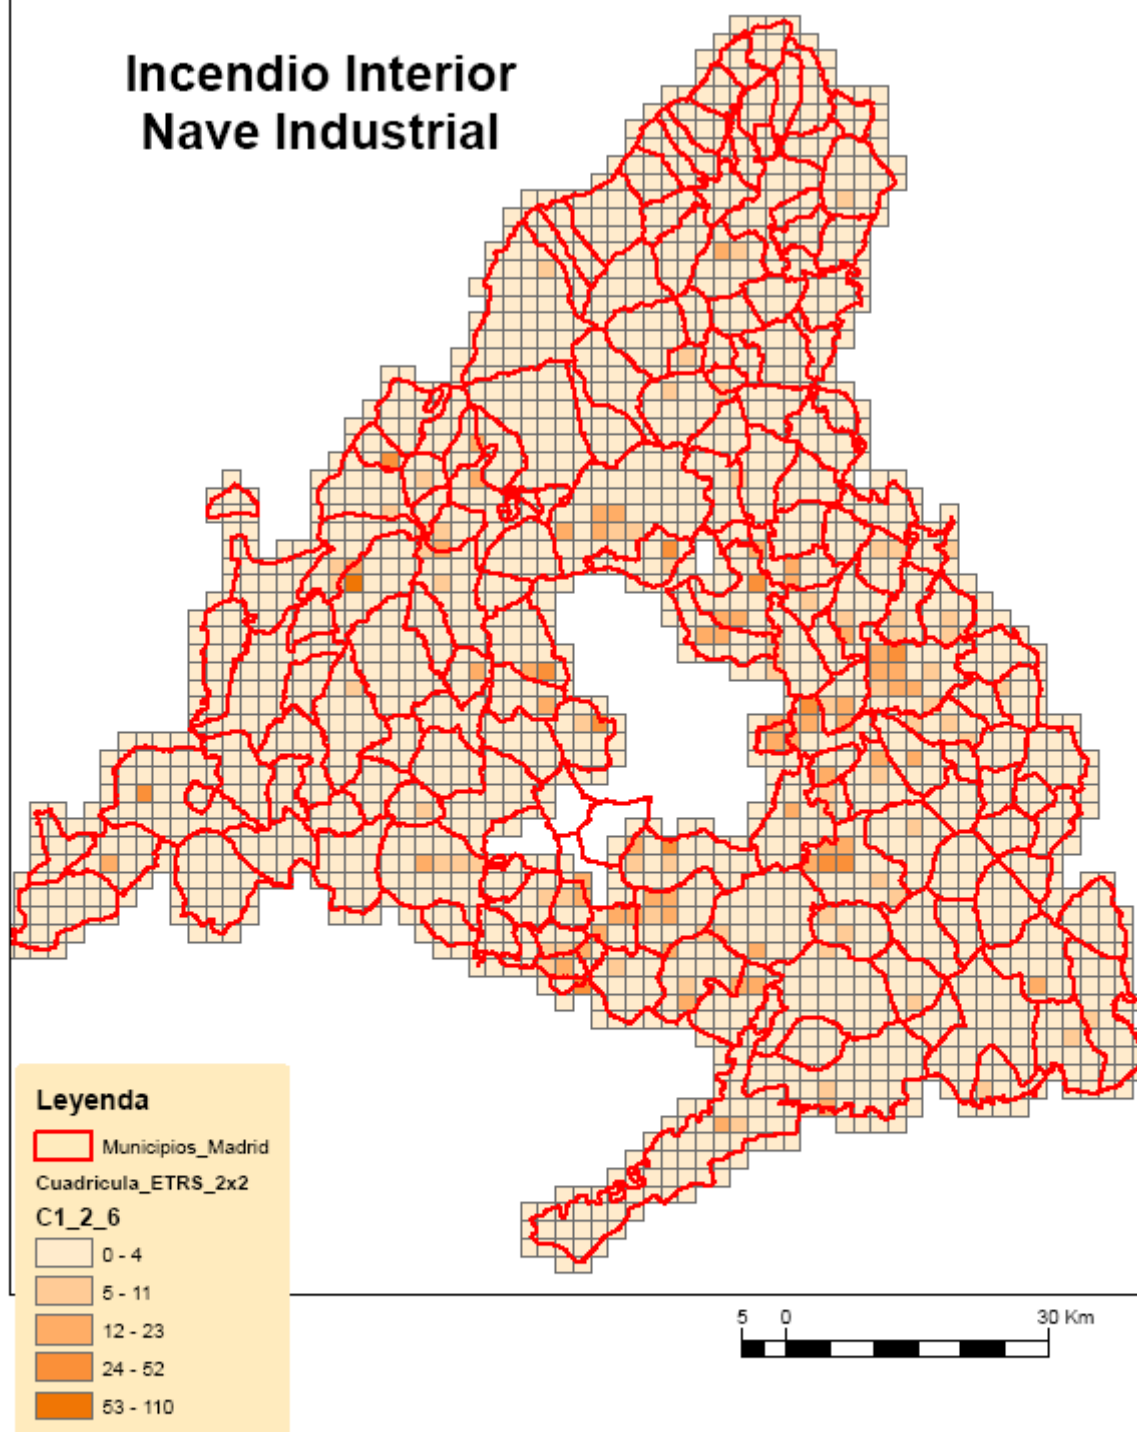 Incendio Interior
Nave Industrial
Leyenda
Municipios_Madrid
Cuadricula_ETRS_2x2
C1_2_6
0 - 4
5 - 11
12 - 23
24 - 52
53 - 110
5 0 30 Km